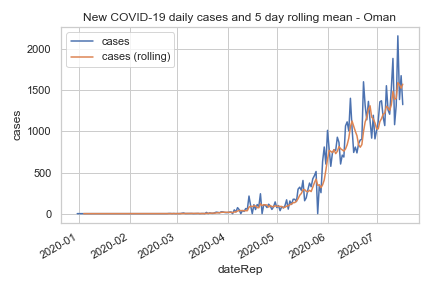 New COVID-19 daily cases and 5 day rolling mean - Oman
cases
cases (rolling)
2000
1500
1000
500
0
cases
2020-01
2020-02
2020-03
2020-04
2020-05
2020-06
2020-07
dateRep